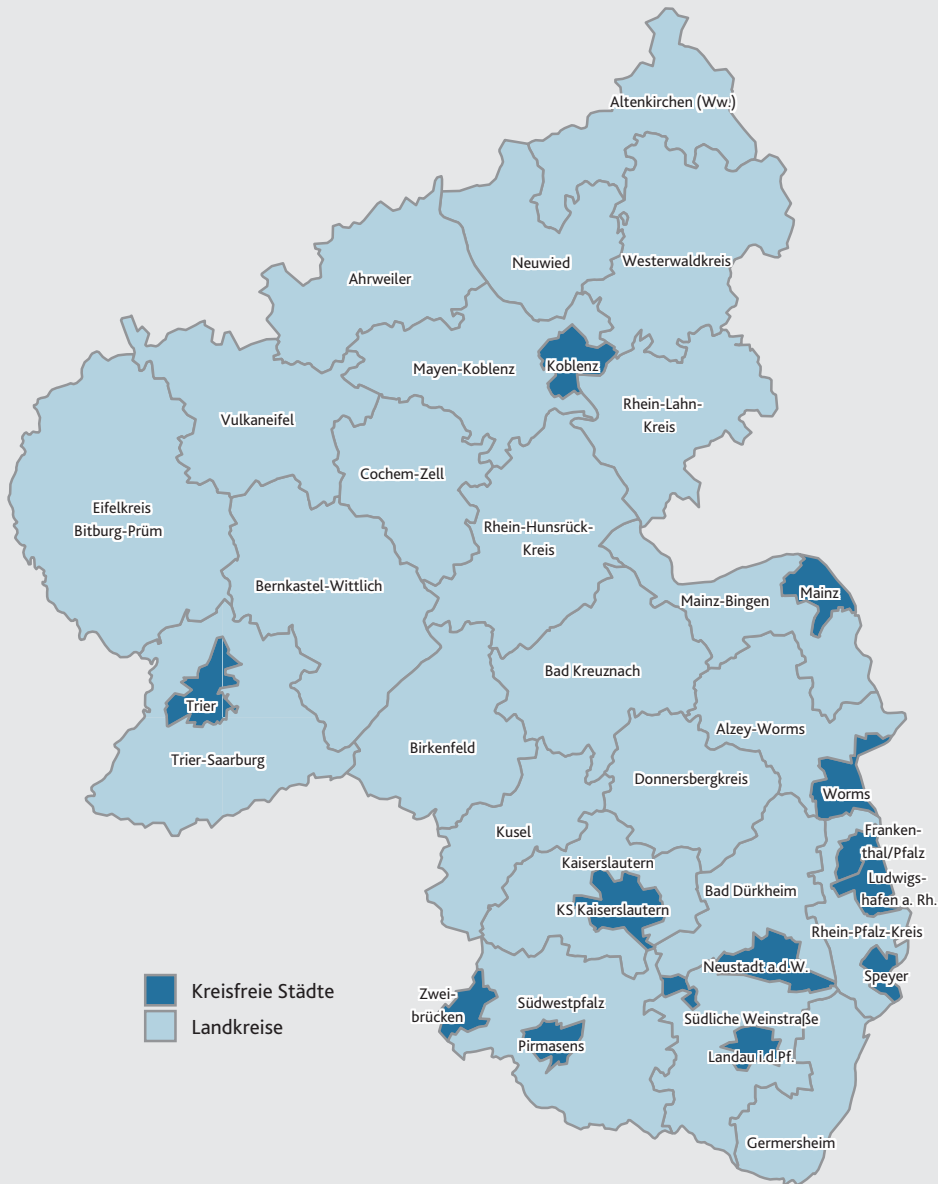 Altenkirchen (Ww.)
Neuwied
Westerwaldkreis
Ahrweiler
Mayen-Koblenz
Koblenz
Rhein-Lahn-
Kreis
Vulkaneifel
Cochem-Zell
Eifelkreis
Bitburg-Prüm
Rhein-Hunsrück-
Kreis
Bernkastel-Wittlich
Mainz-Bingen
Mainz
Bad Kreuznach
Trier
Trier-Saarburg
Birkenfeld
Alzey-Worms
Donnersbergkreis
Worms
Kusel
Franken-
thal/Pfalz
Kaiserslautern
Ludwigs-
hafen a. Rh.
Bad Dürkheim
KS Kaiserslautern
Rhein-Pfalz-Kreis
Neustadt a.d.W.
Speyer
Kreisfreie Städte
Landkreise
Zwei-
brücken
Südwestpfalz
Südliche Weinstraße
Pirmasens
Landau i.d.Pf.
Germersheim